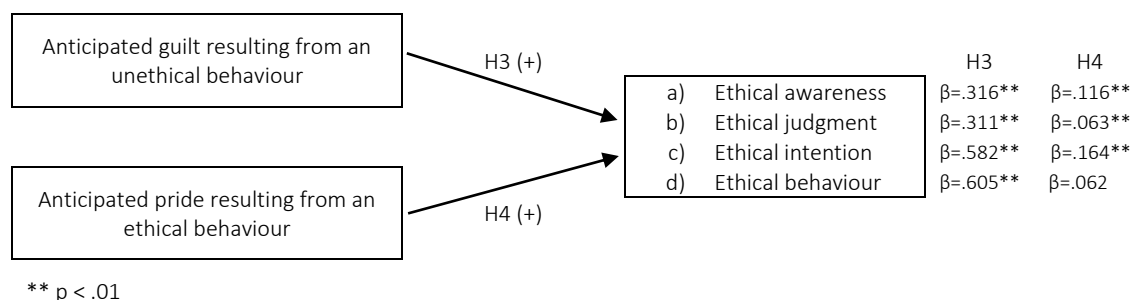 Anticipated guilt resulting from an
unethical behaviour
H3 (+)
H3 H4
a) Ethical awareness β=.316** β=.116**
b) Ethical judgment β=.311** β=.063**
c) Ethical intention β=.582** β=.164**
d) Ethical behaviour β=.605** β=.062
Anticipated pride resulting from an
ethical behaviour
H4 (+)
** p < .01